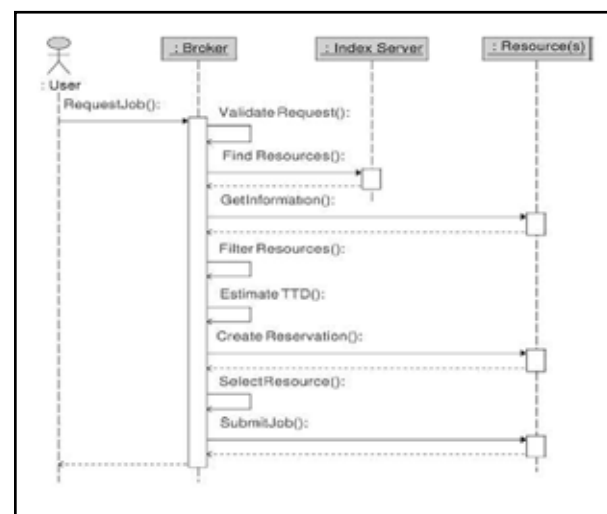 : Broker
: Index Server
: Resource(s)
: User
RequestJob():
Validate Request():
Find Resources():
GetInformation():
Filter Resources():
Estimate TTD():
Create Reservation():
SelectResource():
SubmitJob():